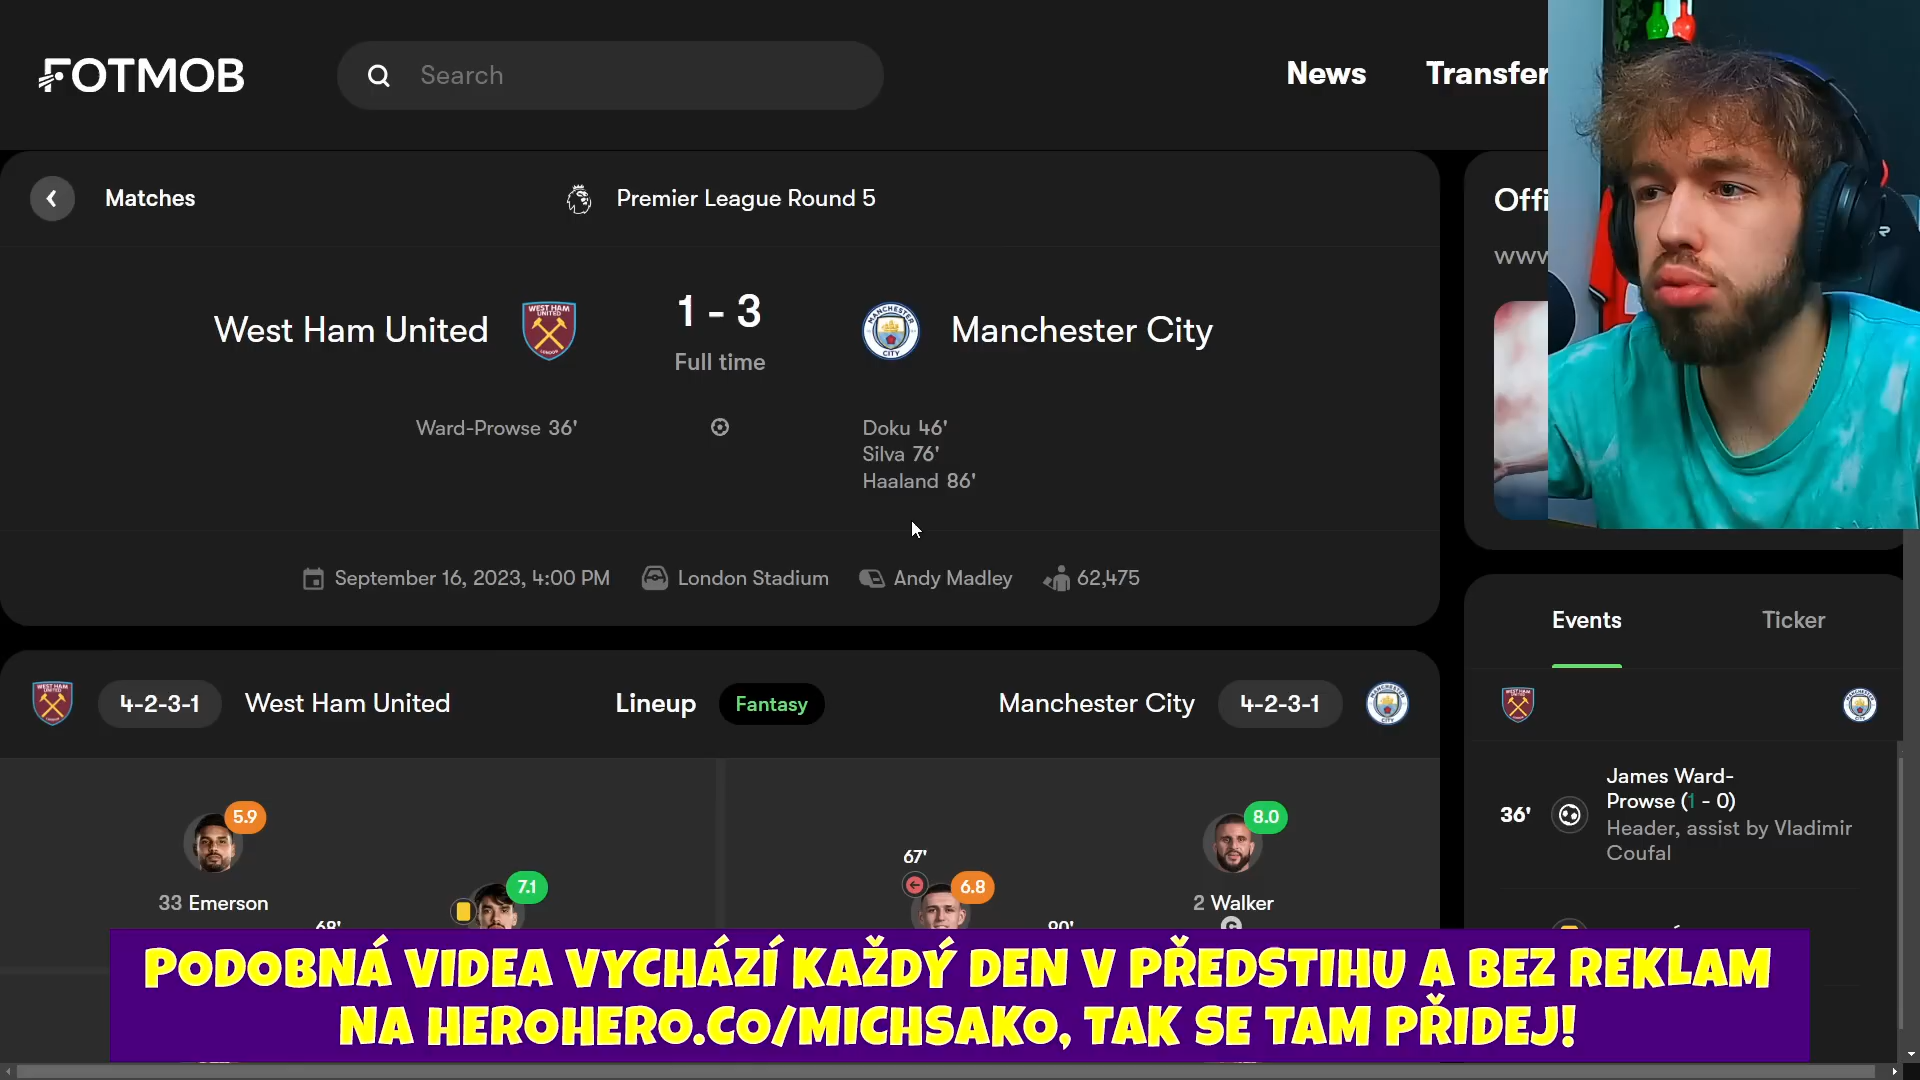 FOTMOB
Search
News
Transfer
Matches
Premier League Round 5
Offi
www
West Ham United
1 - 3
Full time
Manchester City
Ward-Prowse 36'
Doku 46'
Silva 76'
Haaland 86'
September 16, 2023, 4:00 PM
London Stadium
Andy Madley
62,475
Events
Ticker
4-2-3-1
West Ham United
Lineup
Fantasy
Manchester City
4-2-3-1
36'
James Ward-
Prowse (1 - 0)
Header, assist by Vladimir
Coufal
5.9
33 Emerson
7.1
68'
67'
6.8
90'
8.0
2 Walker
C
PODOBNÁ VIDEA VYCHÁZÍ KAŽDÝ DEN V PŘEDSTIHU A BEZ REKLAM
NA HEROHERO.CO/MICHSAKO, TAK SE TAM PŘIDEJ!